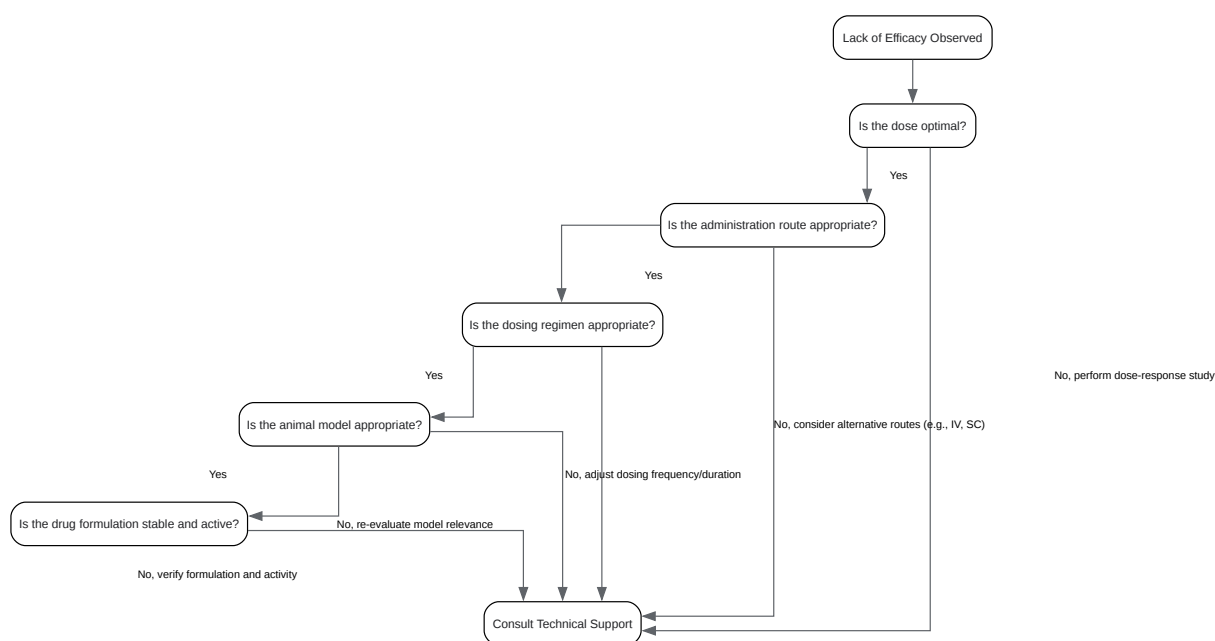 Lack of Efficacy Observed
Is the dose optimal?
Yes
Is the administration route appropriate?
Yes
Is the dosing regimen appropriate?
Yes
No, perform dose-response study
Is the animal model appropriate?
No, consider alternative routes (e.g., IV, SC)
Yes
No, adjust dosing frequency/duration
Is the drug formulation stable and active?
No, re-evaluate model relevance
No, verify formulation and activity
Consult Technical Support